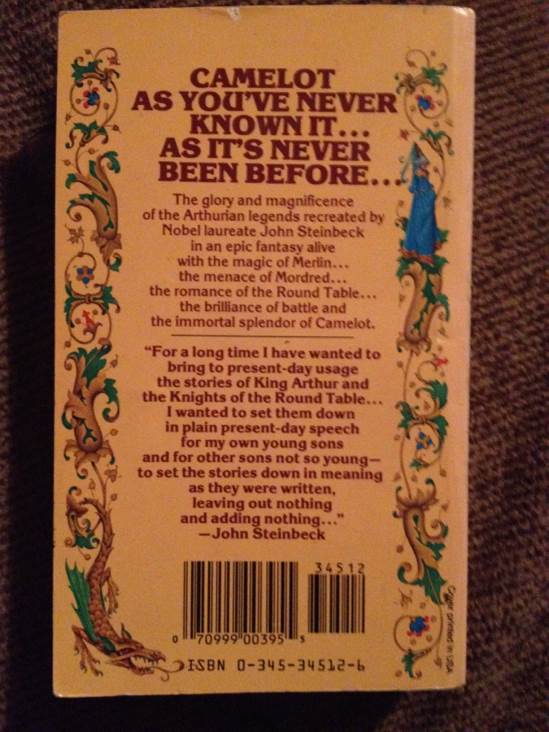 CAMELOT
AS YOU'VE NEVER
KNOWN IT...
AS IT'S NEVER
BEEN BEFORE...
The glory and magnificence
of the Arthurian legends recreated by
Nobel laureate John Steinbeck
in an epic fantasy alive
with the magic of Merlin...
the menace of Mordred...
the romance of the Round Table...
the brilliance of battle and
the immortal splendor of Camelot.
“For a long time I have wanted to
bring to present-day usage
the stories of King Arthur and
the Knights of the Round Table...
I wanted to set them down
in plain present-day speech
for my own young sons
and for other sons not so young—
to set the stories down in meaning
as they were written,
leaving out nothing
and adding nothing...”
—John Steinbeck
34512
0 70999 00395 5
ISBN 0-345-34512-6
Cover printed in USA